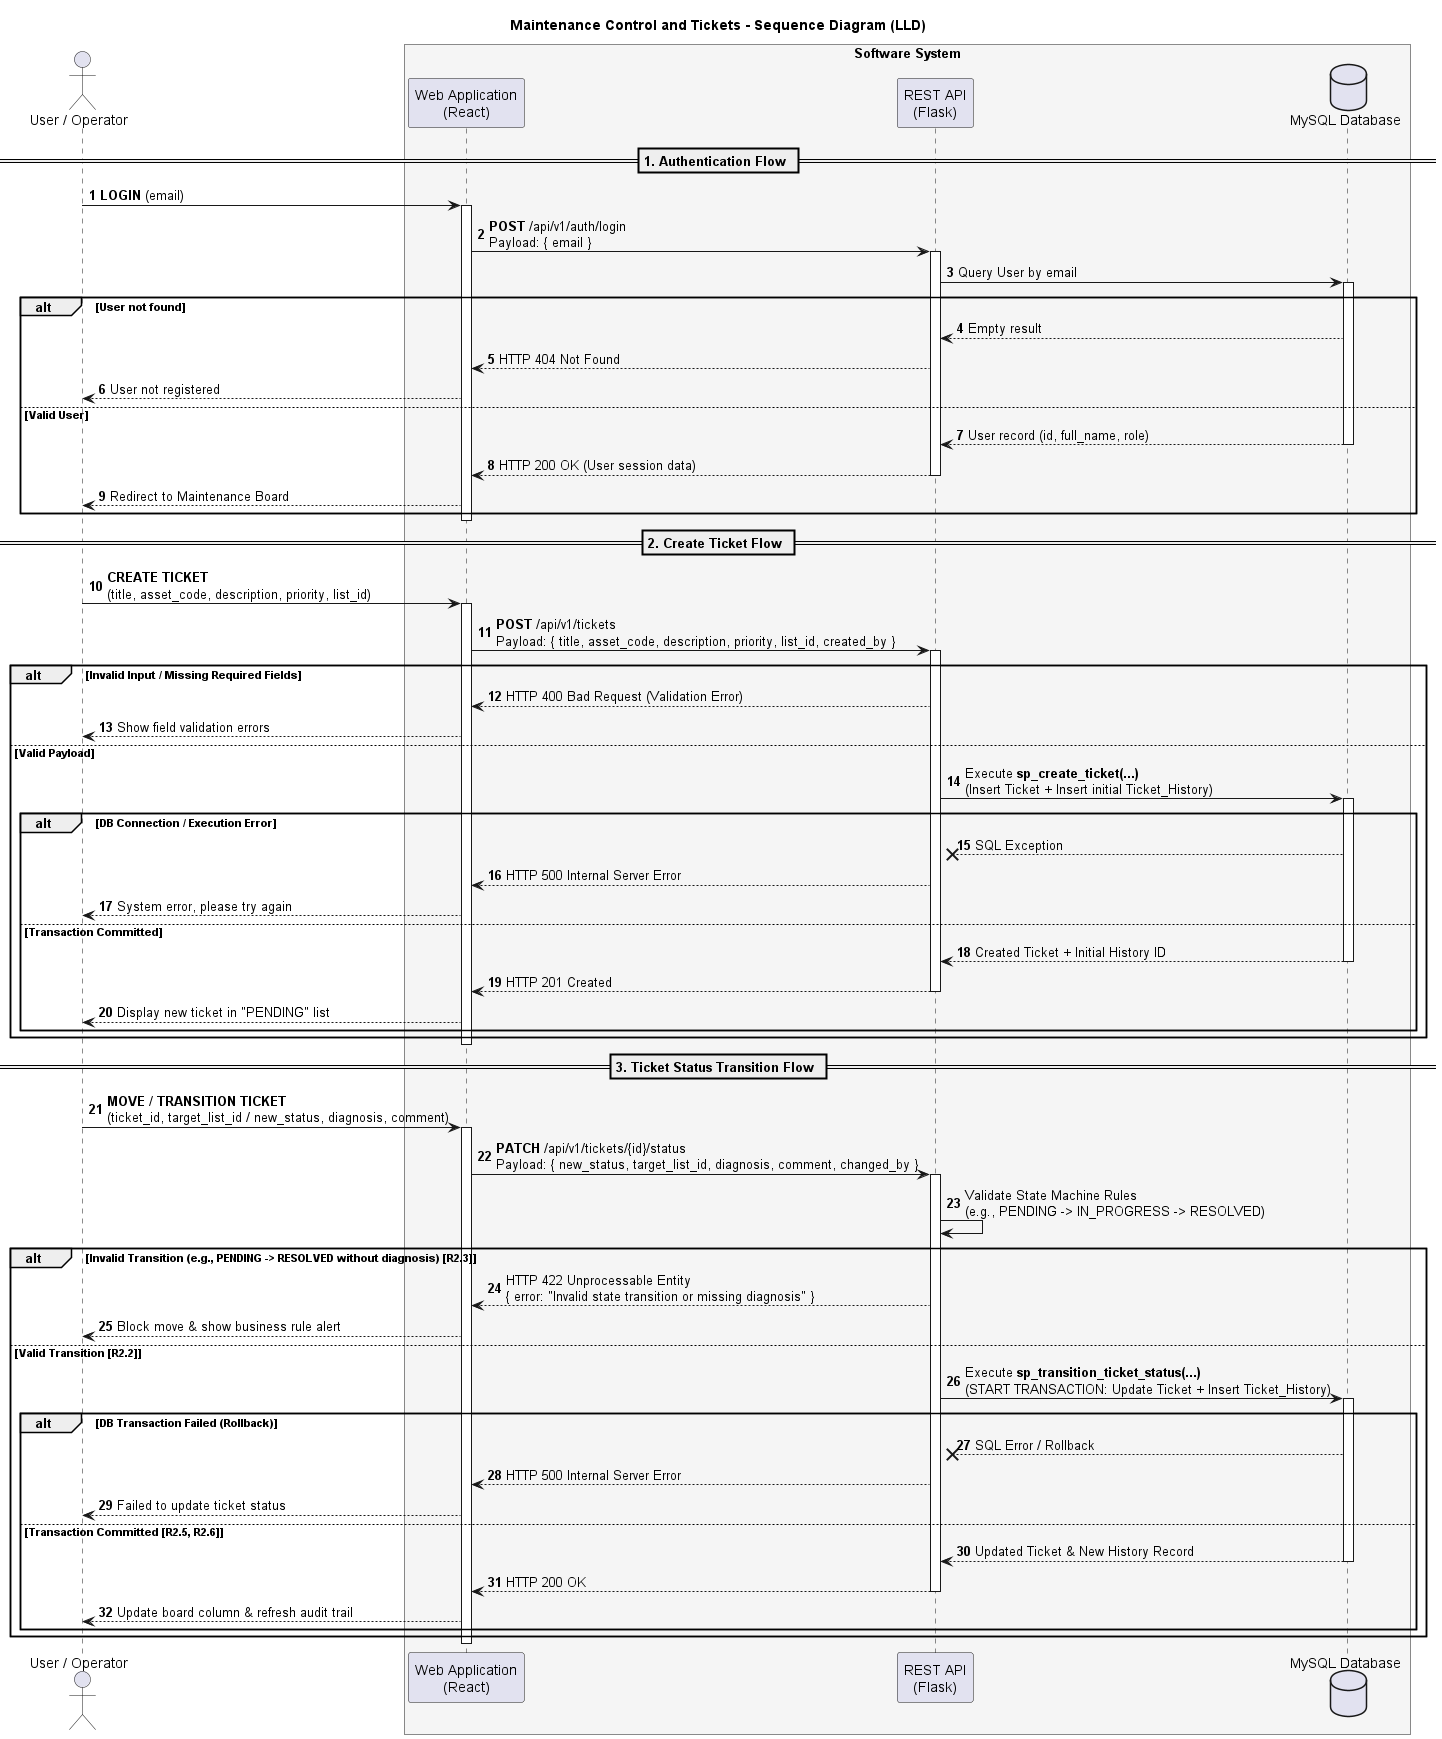 Maintenance Control and Tickets - Sequence Diagram (LLD)
Software System
User / Operator
Web Application
(React)
REST API
(Flask)
MySQL Database
1. Authentication Flow
1 LOGIN (email)
2 POST /api/v1/auth/login
Payload: { email }
3 Query User by email
alt [User not found]
4 Empty result
5 HTTP 404 Not Found
6 User not registered
[Valid User]
7 User record (id, full_name, role)
8 HTTP 200 OK (User session data)
9 Redirect to Maintenance Board
2. Create Ticket Flow
10 CREATE TICKET
(title, asset_code, description, priority, list_id)
11 POST /api/v1/tickets
Payload: { title, asset_code, description, priority, list_id, created_by }
alt [Invalid Input / Missing Required Fields]
12 HTTP 400 Bad Request (Validation Error)
13 Show field validation errors
[Valid Payload]
14 Execute sp_create_ticket(...)
(Insert Ticket + Insert initial Ticket_History)
alt [DB Connection / Execution Error]
15 SQL Exception
16 HTTP 500 Internal Server Error
17 System error, please try again
[Transaction Committed]
18 Created Ticket + Initial History ID
19 HTTP 201 Created
20 Display new ticket in "PENDING" list
3. Ticket Status Transition Flow
21 MOVE / TRANSITION TICKET
(ticket_id, target_list_id / new_status, diagnosis, comment)
22 PATCH /api/v1/tickets/{id}/status
Payload: { new_status, target_list_id, diagnosis, comment, changed_by }
23 Validate State Machine Rules
(e.g., PENDING -> IN_PROGRESS -> RESOLVED)
alt [Invalid Transition (e.g., PENDING -> RESOLVED without diagnosis) [R2.3]]
24 HTTP 422 Unprocessable Entity
{ error: "Invalid state transition or missing diagnosis" }
25 Block move & show business rule alert
[Valid Transition [R2.2]]
26 Execute sp_transition_ticket_status(...)
(START TRANSACTION: Update Ticket + Insert Ticket_History)
alt [DB Transaction Failed (Rollback)]
27 SQL Error / Rollback
28 HTTP 500 Internal Server Error
29 Failed to update ticket status
[Transaction Committed [R2.5, R2.6]]
30 Updated Ticket & New History Record
31 HTTP 200 OK
32 Update board column & refresh audit trail
User / Operator
Web Application
(React)
REST API
(Flask)
MySQL Database